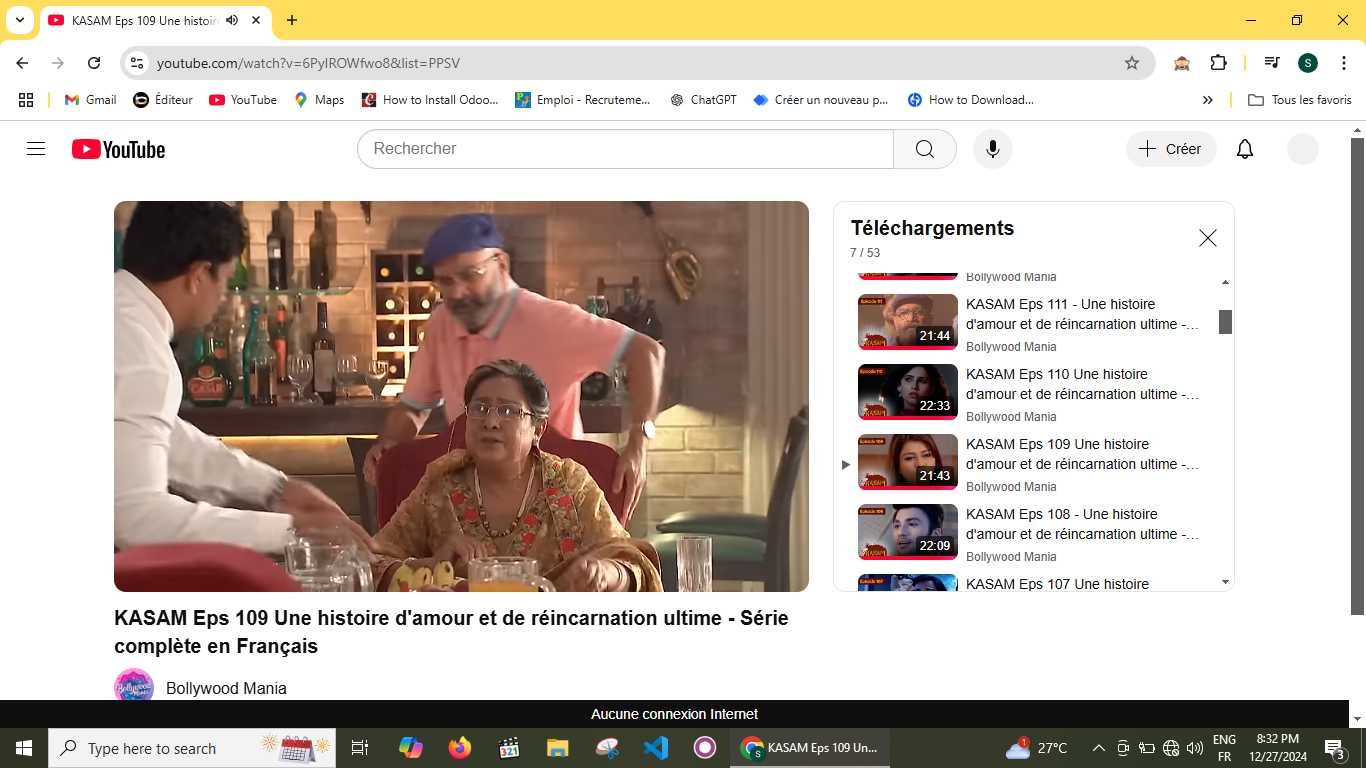 KASAM Eps 109 Une histoir
youtube.com/watch?v=6PyIROWfwo8&list=PPSV
S
Gmail
Éditeur
YouTube
Maps
How to Install Odoo...
Emploi - Recruteme...
ChatGPT
Créer un nouveau p...
How to Download...
Tous les favoris
YouTube
Rechercher
Créer
Téléchargements
7 / 53
Bollywood Mania
21:44
KASAM Eps 111 - Une histoire
d'amour et de réincarnation ultime -...
Bollywood Mania
22:33
KASAM Eps 110 Une histoire
d'amour et de réincarnation ultime -...
Bollywood Mania
21:43
KASAM Eps 109 Une histoire
d'amour et de réincarnation ultime -...
Bollywood Mania
22:09
KASAM Eps 108 - Une histoire
d'amour et de réincarnation ultime -...
Bollywood Mania
KASAM Eps 107 Une histoire
KASAM Eps 109 Une histoire d'amour et de réincarnation ultime - Série
complète en Français
Bollywood Mania
Aucune connexion Internet
Type here to search
321
KASAM Eps 109 Un...
1
27°C
ENG
FR
8:32 PM
12/27/2024
3